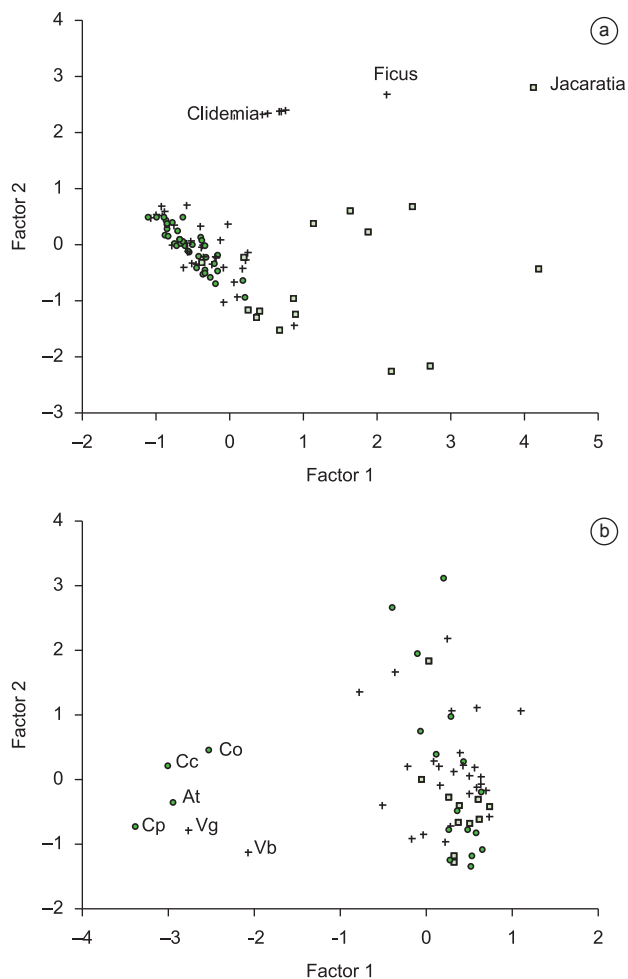 4
a
3
Ficus
Jacaratia
Clidemia
2
1
Factor 2
0
–1
–2
–3
–2 –1 0 1 2 3 4 5
Factor 1
4
b
3
2
1
Factor 2
Co
Cc
0
At
Cp Vg
–1
Vb
–2
–4 –3 –2 –1 0 1 2
Factor 1